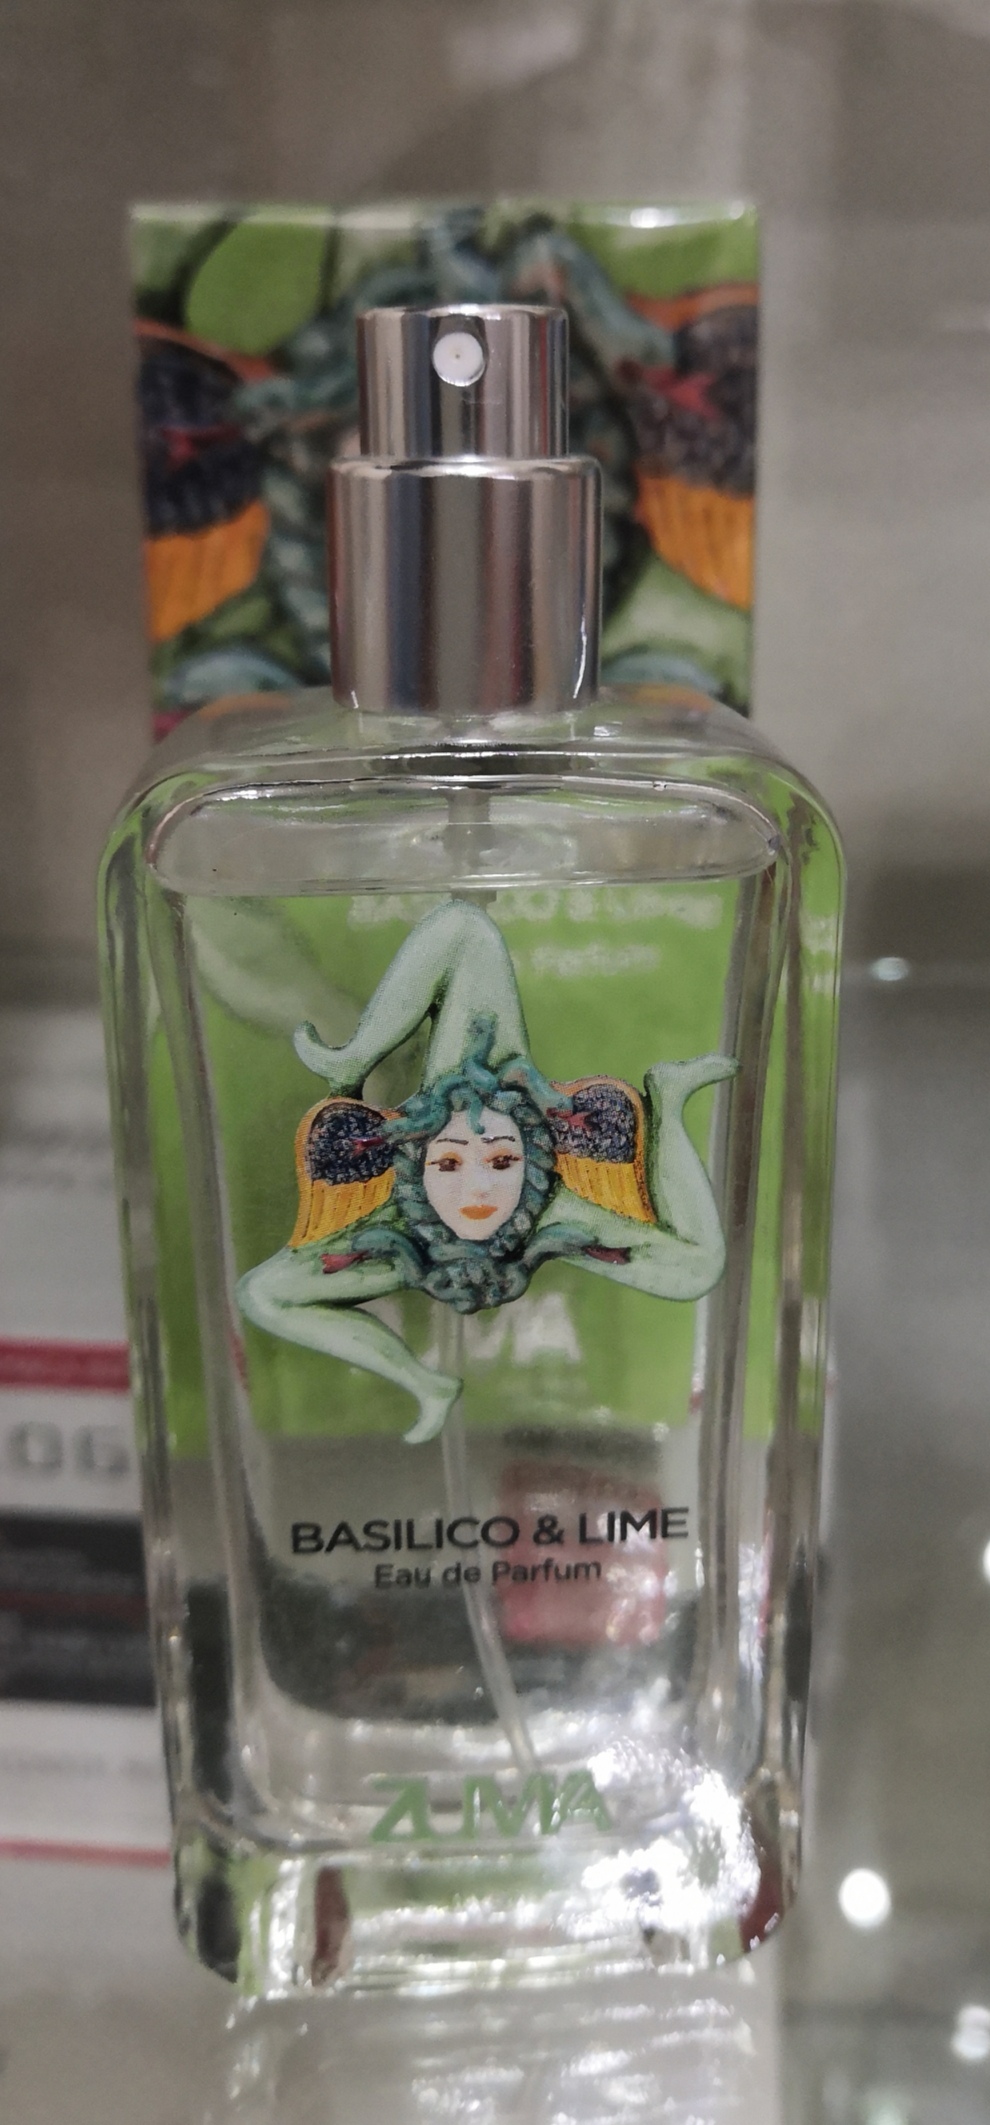 BASILICO & LIME
Eau de Parfum
ZUMA